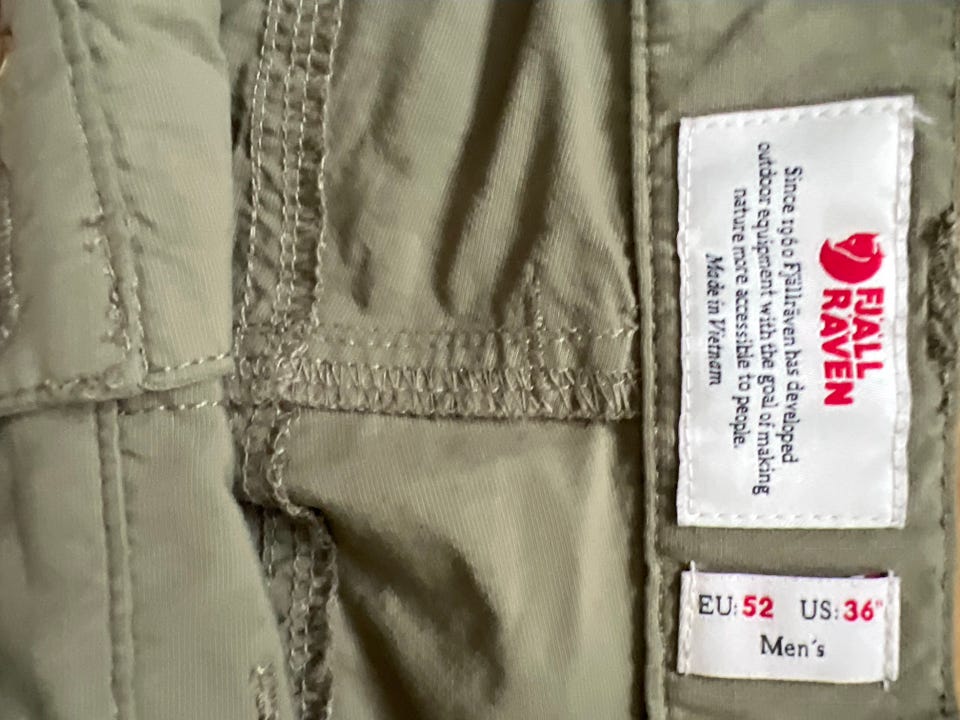 FJÄLL
RÄVEN
Since 1960 Fjällräven has developed
outdoor equipment with the goal of making
nature more accessible to people.
Made in Vietnam
EU: 52 US: 36"
Men's